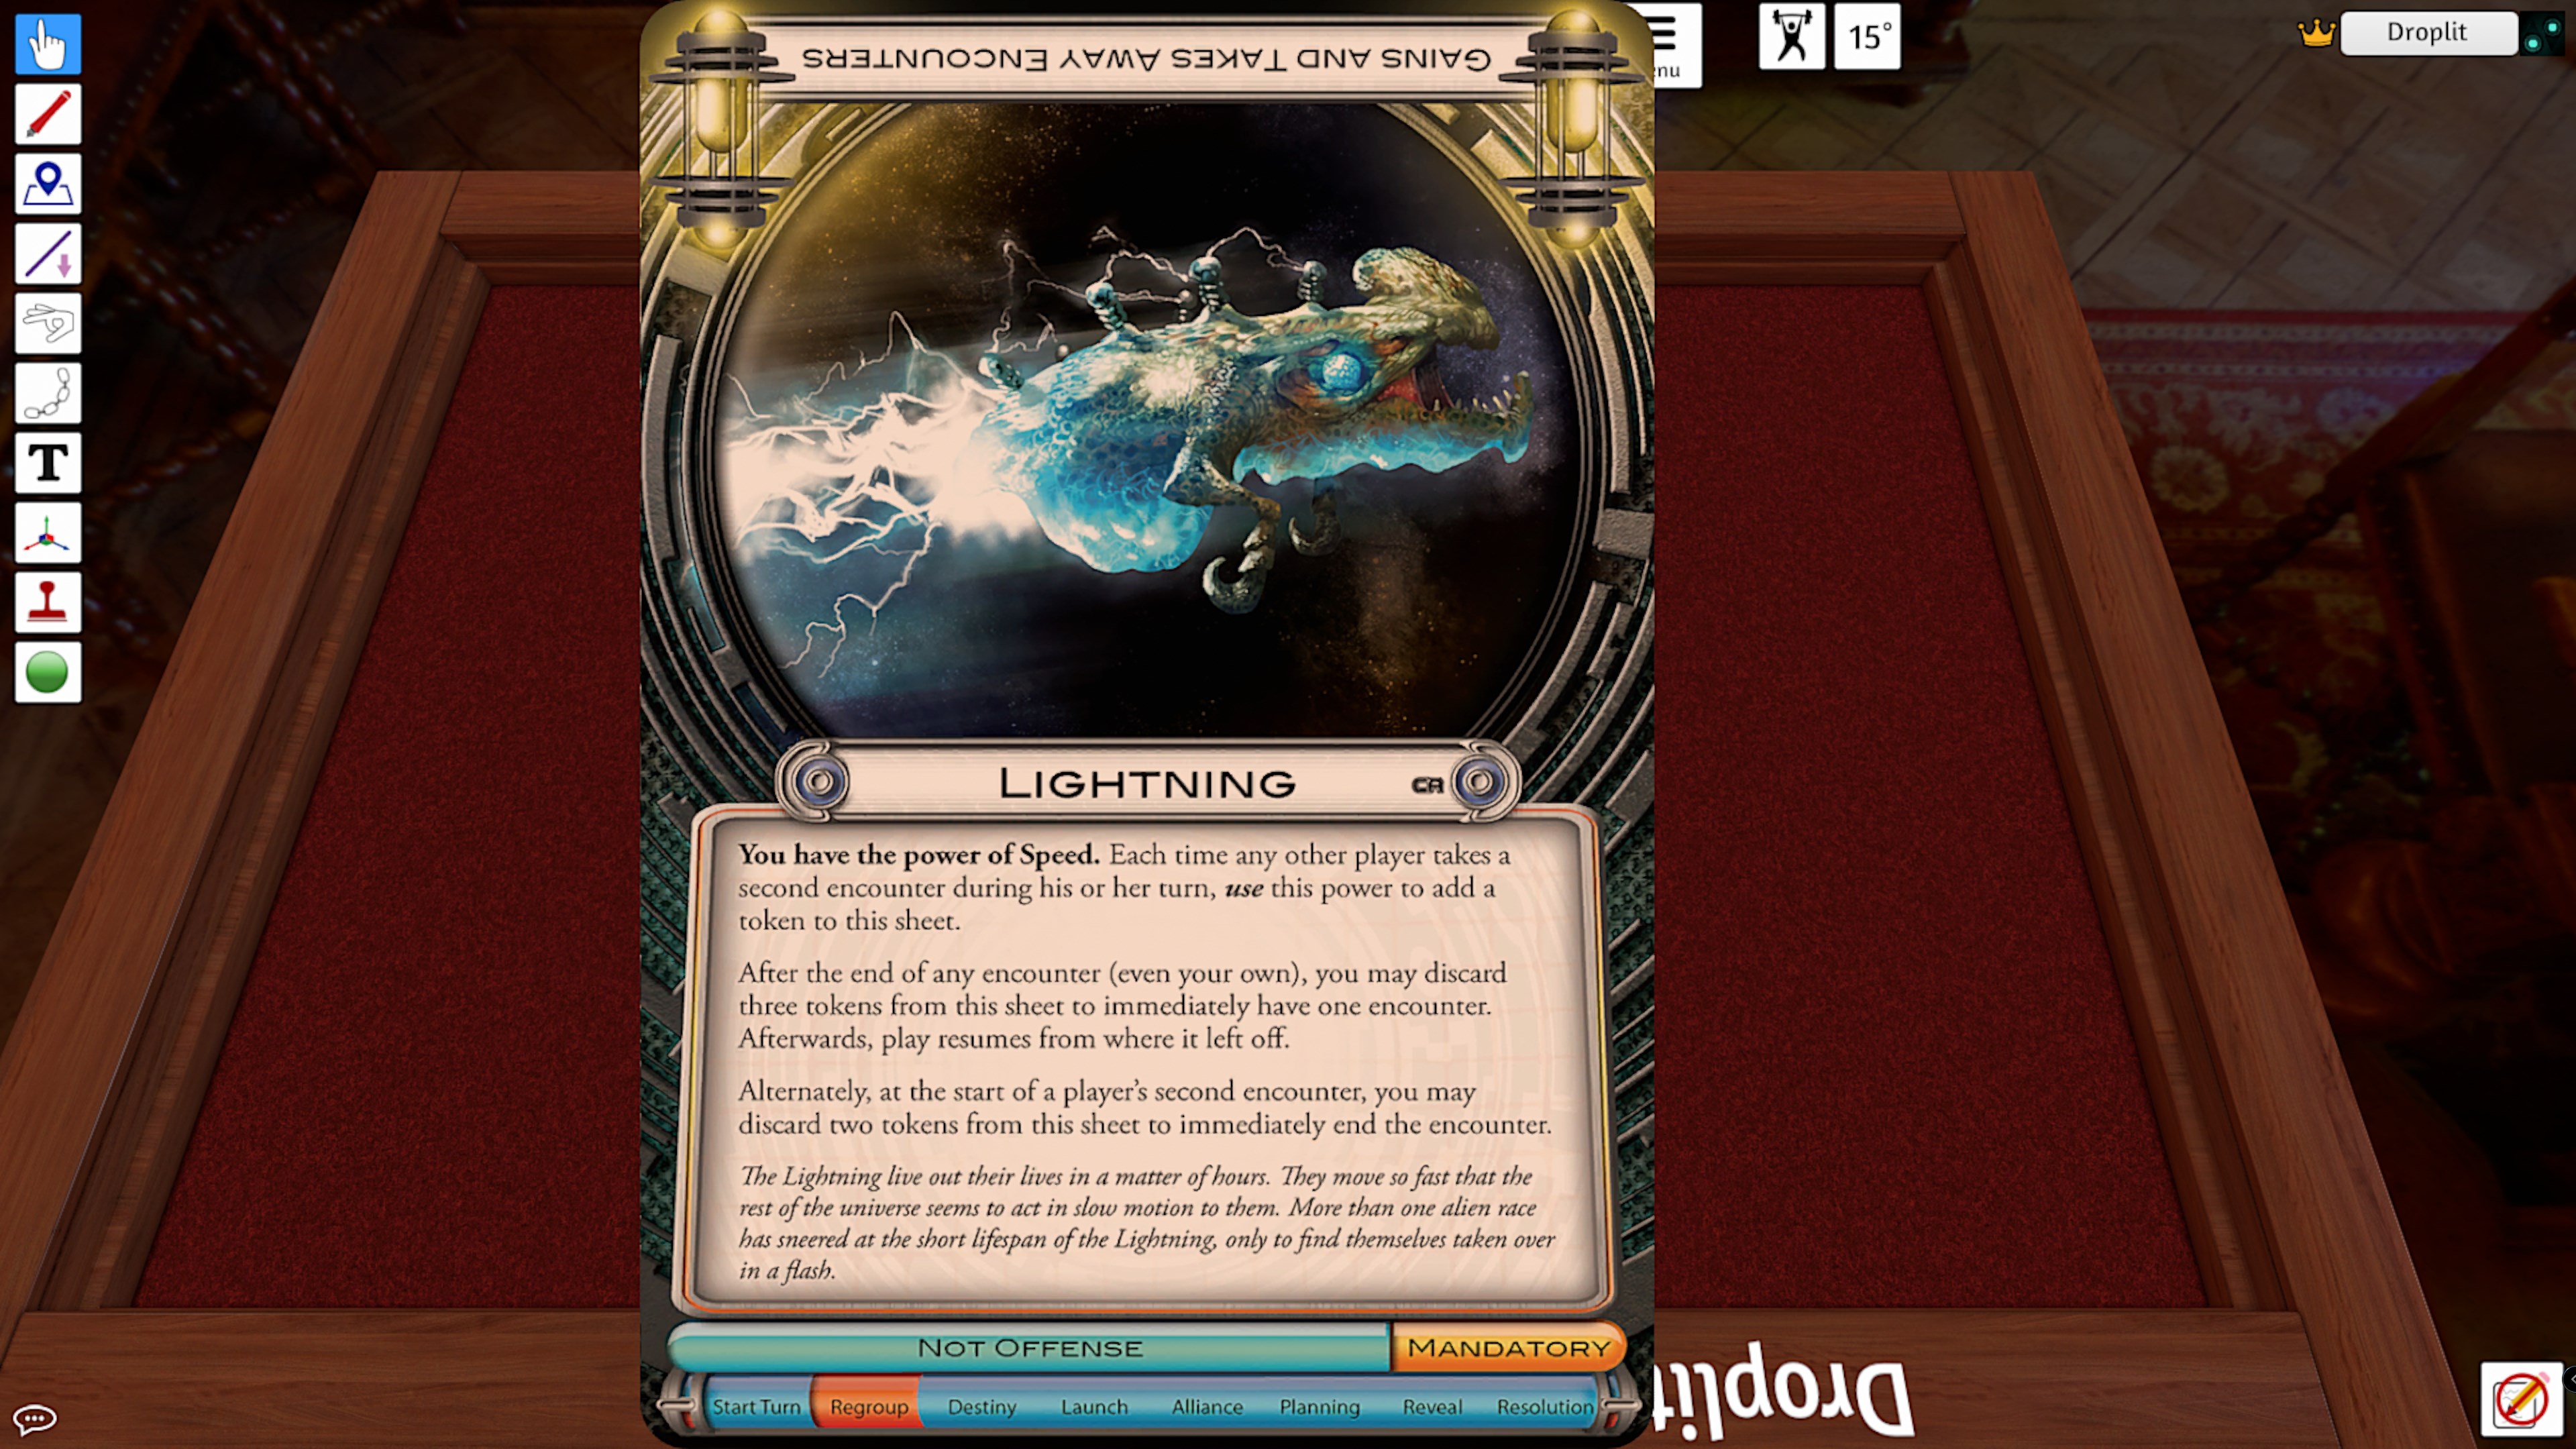 GAINS AND TAKES AWAY ENCOUNTERS
nu
15°
Droplit
T
LIGHTNING
CA
You have the power of Speed. Each time any other player takes a
second encounter during his or her turn, use this power to add a
token to this sheet.
After the end of any encounter (even your own), you may discard
three tokens from this sheet to immediately have one encounter.
Afterwards, play resumes from where it left off.
Alternately, at the start of a player's second encounter, you may
discard two tokens from this sheet to immediately end the encounter.
The Lightning live out their lives in a matter of hours. They move so fast that the
rest of the universe seems to act in slow motion to them. More than one alien race
has sneered at the short lifespan of the Lightning, only to find themselves taken over
in a flash.
NOT OFFENSE
MANDATORY
Start Turn Regroup Destiny Launch Alliance Planning Reveal Resolution
Droplit